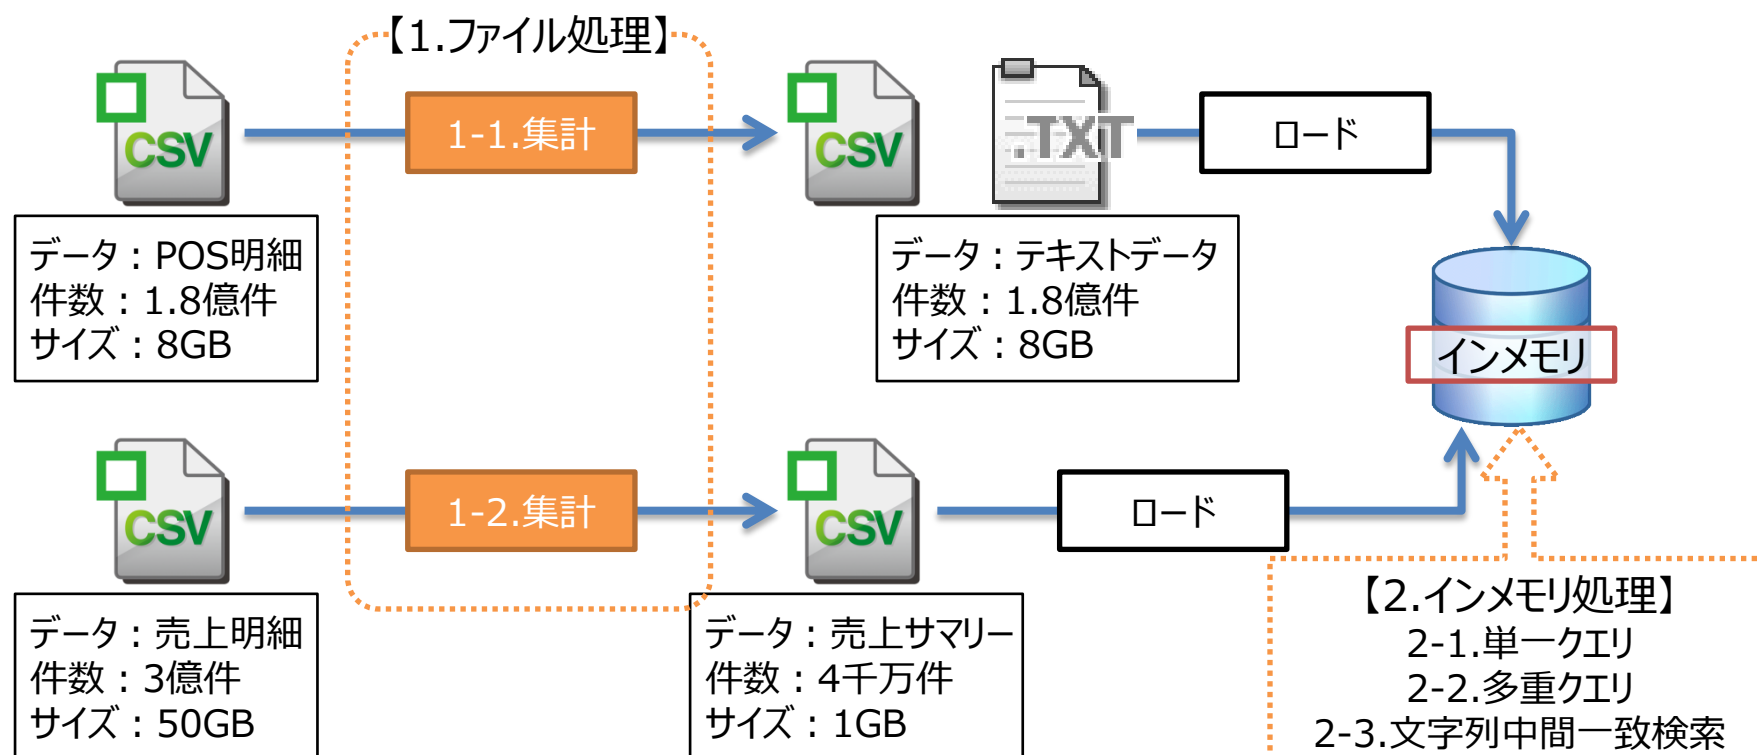 【1.ファイル処理】
CSV
1-1.集計
CSV
.TXT
ロード
データ：POS明細
件数：1.8億件
サイズ：8GB
データ：テキストデータ
件数：1.8億件
サイズ：8GB
インメモリ
CSV
1-2.集計
CSV
ロード
データ：売上明細
件数：3億件
サイズ：50GB
データ：売上サマリー
件数：4千万件
サイズ：1GB
【2.インメモリ処理】
2-1.単一クエリ
2-2.多重クエリ
2-3.文字列中間一致検索